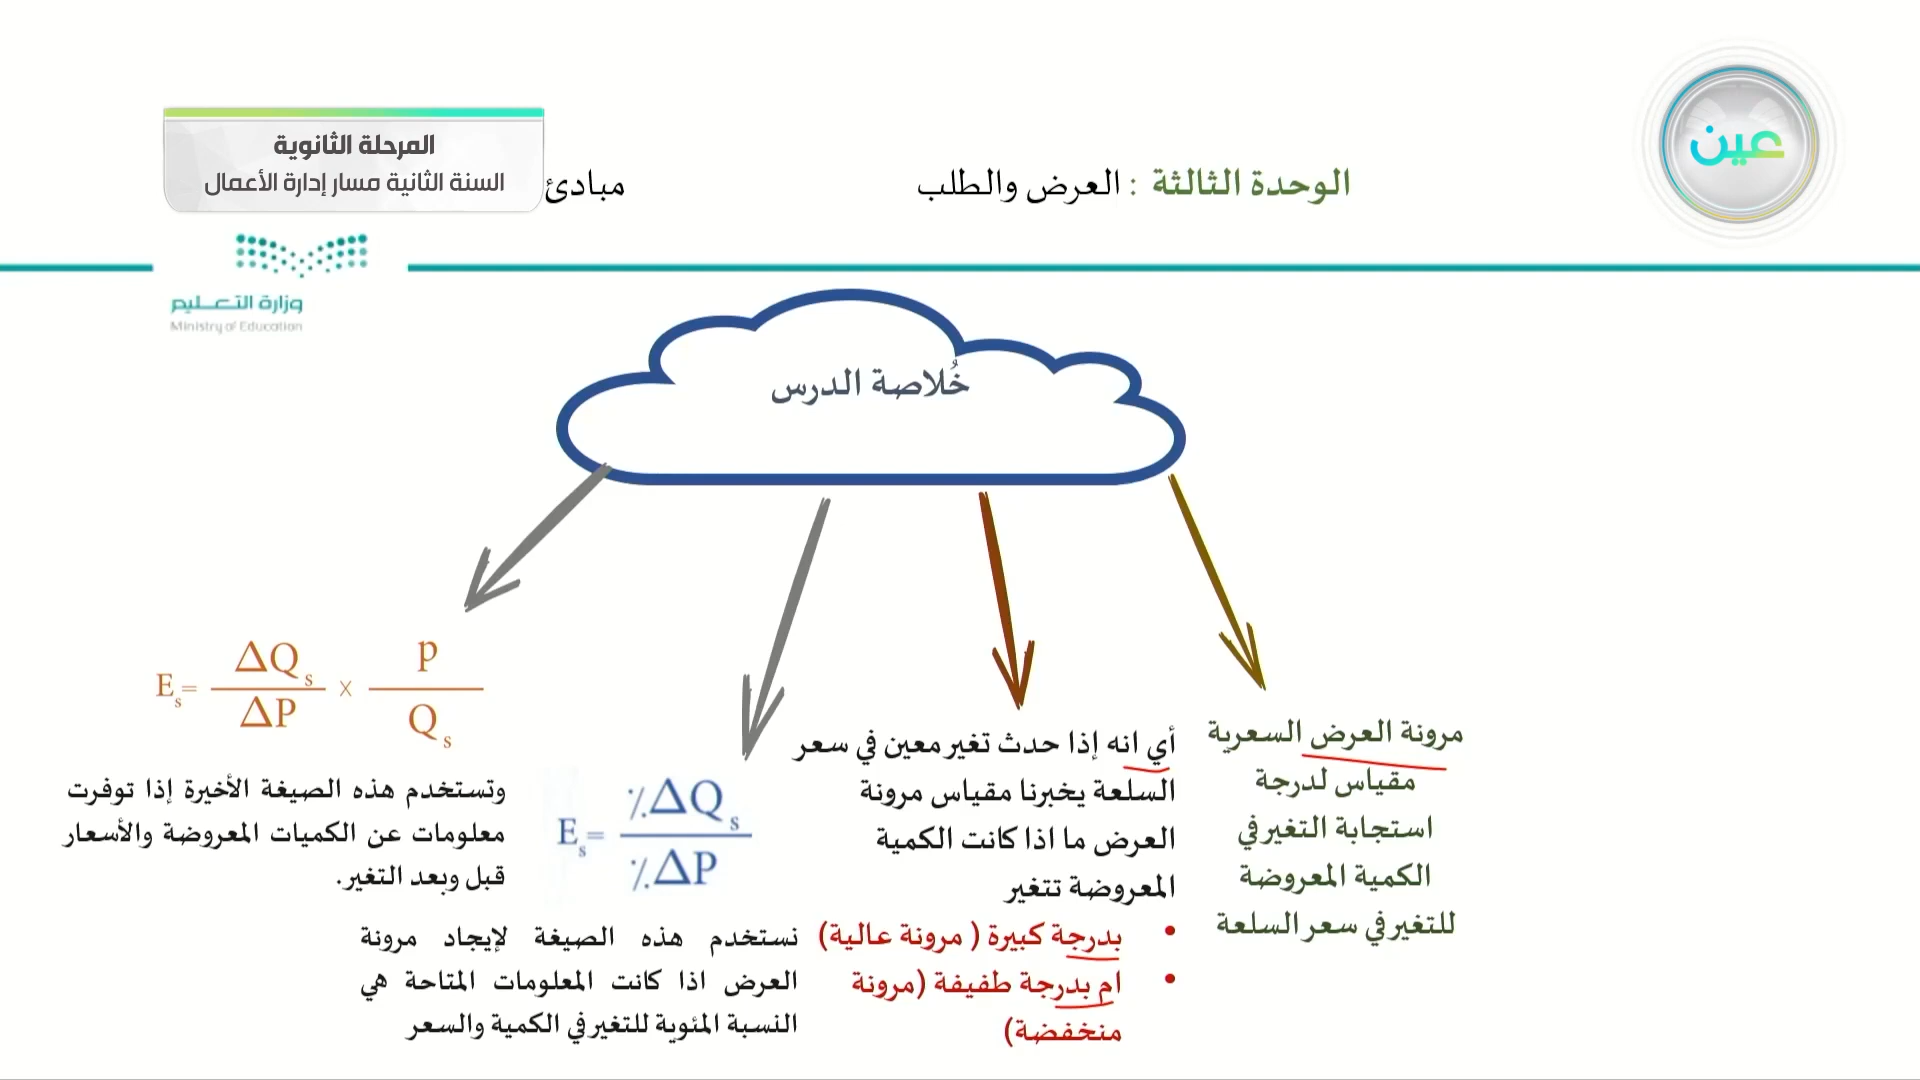 عين
الوحدة الثالثة : العرض والطلب
مبادئ
المرحلة الثانوية
السنة الثانية مسار إدارة الأعمال
وزارة التعليم
Ministry of Education
خُلاصة الدرس
مرونة العرض السعرية
مقياس لدرجة
استجابة التغير في
الكمية المعروضة
للتغير في سعر السلعة
أي انه إذا حدث تغير معين في سعر
السلعة يخبرنا مقياس مرونة
العرض ما اذا كانت الكمية
المعروضة تتغير
• بدرجة كبيرة ( مرونة عالية)
• ام بدرجة طفيفة (مرونة
منخفضة)
E_s = ٪ΔQ_s / ٪ΔP
نستخدم هذه الصيغة لإيجاد مرونة
العرض اذا كانت المعلومات المتاحة هي
النسبة المئوية للتغير في الكمية والسعر
E_s = ΔQ_s / ΔP × p / Q_s
وتستخدم هذه الصيغة الأخيرة إذا توفرت
معلومات عن الكميات المعروضة والأسعار
قبل وبعد التغير.